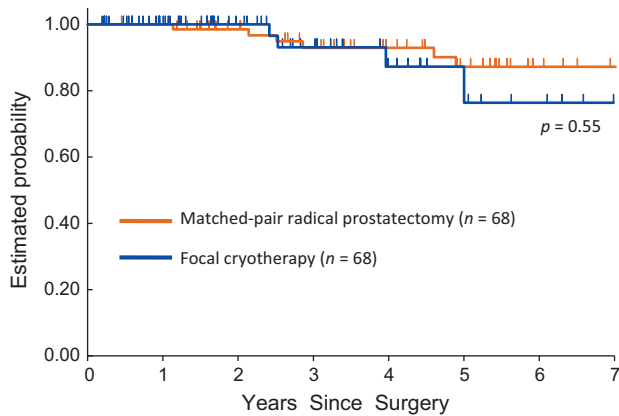 Estimated probability
1.00
0.80
0.60
0.40
0.20
0.00
p = 0.55
Matched-pair radical prostatectomy (n = 68)
Focal cryotherapy (n = 68)
0 1 2 3 4 5 6 7
Years Since Surgery